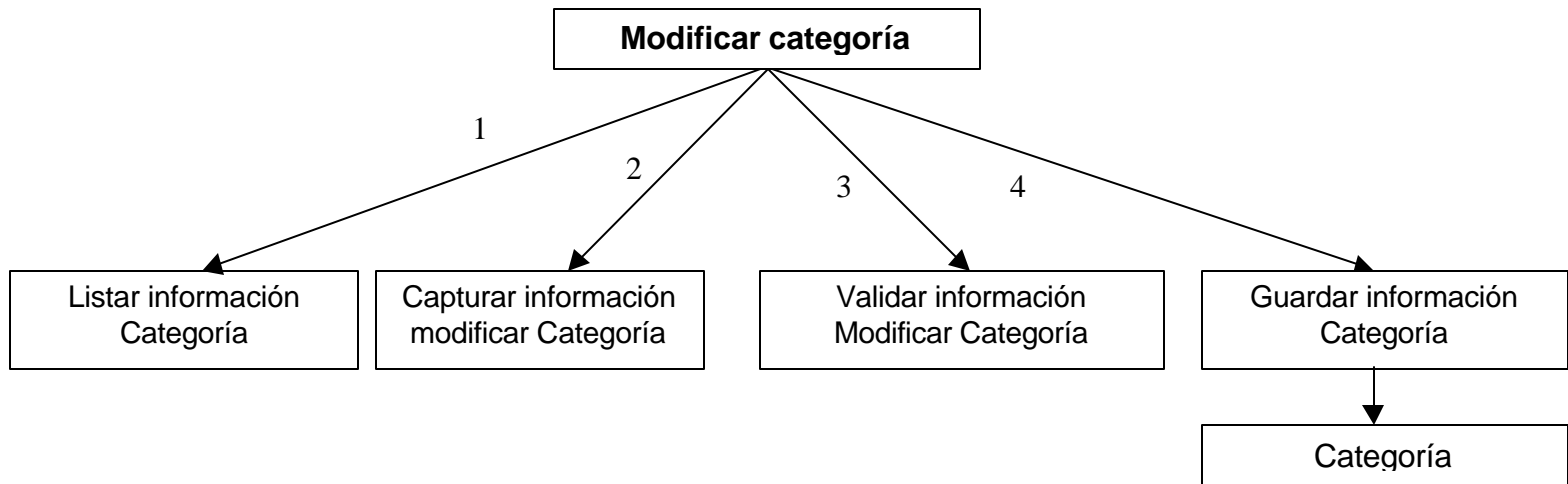 Modificar categoría
1
2
3
4
Listar información
Categoría
Capturar información
modificar Categoría
Validar información
Modificar Categoría
Guardar información
Categoría
Categoría